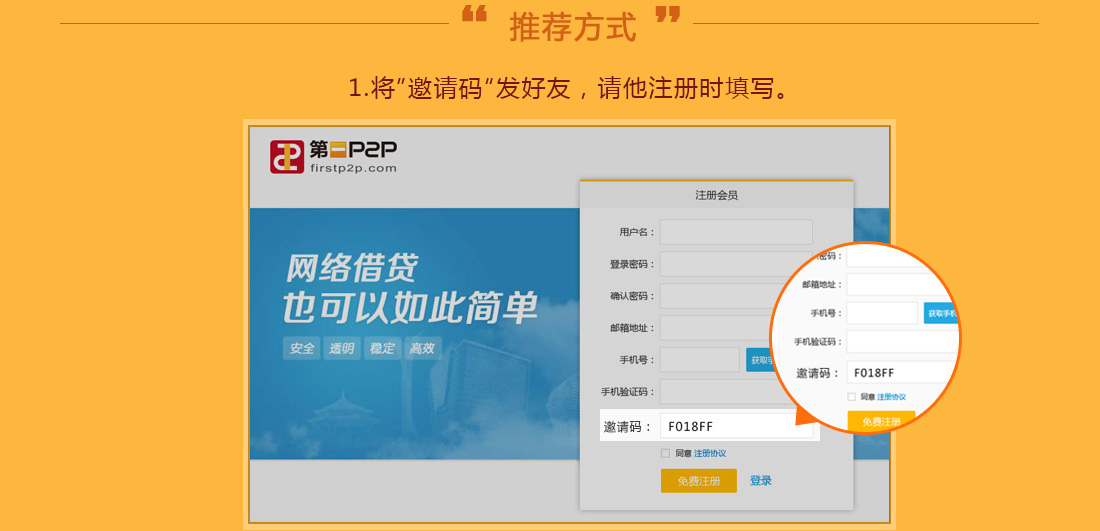 ❝ 推荐方式 ❞
1.将”邀请码“发好友，请他注册时填写。
第一P2P
firstp2p.com
注册会员
用户名：
登录密码：
网络借贷
确认密码：
也可以如此简单
邮箱地址：
安全 透明 稳定 高效
手机号： 获取手
手机验证码：
邀请码： F018FF
同意 注册协议
免费注册 登录
密码：
邮箱地址：
手机号： 获取手机
手机验证码：
邀请码： F018FF
同意 注册协议
免费注册